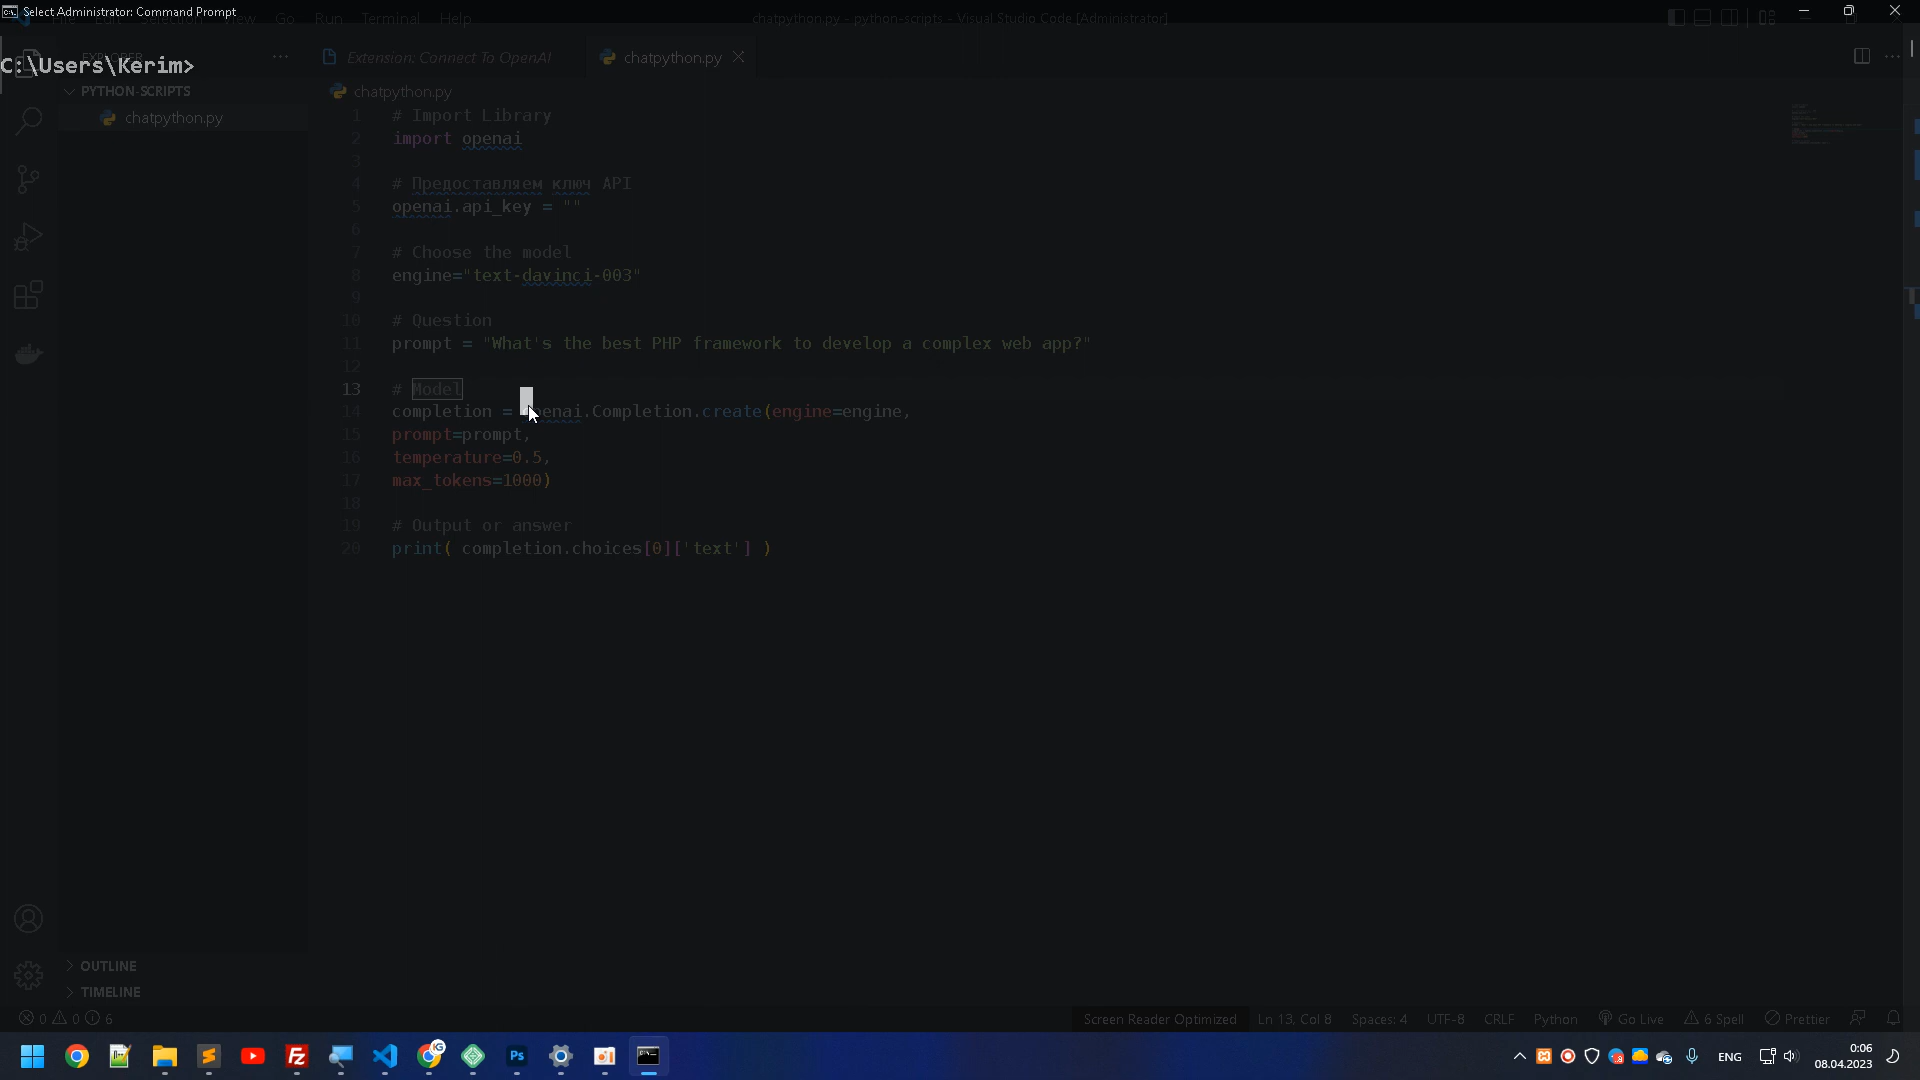 Select Administrator: Command Prompt
Go Run Terminal Help
chatpython.py - python-scripts - Visual Studio Code [Administrator]
C:\Users\Kerim>
EXPLORER
Extension: Connect To OpenAI
chatpython.py
PYTHON-SCRIPTS
chatpython.py
chatpython.py
1 # Import Library
2 import openai
3
4 # Предоставляем ключ API
5 openai.api_key = ""
6
7 # Choose the model
8 engine="text-davinci-003"
9
10 # Question
11 prompt = "What's the best PHP framework to develop a complex web app?"
12
13 # Model
14 completion = openai.Completion.create(engine=engine,
15 prompt=prompt,
16 temperature=0.5,
17 max_tokens=1000)
18
19 # Output or answer
20 print( completion.choices[0]['text'] )
OUTLINE
TIMELINE
0 0 6
Screen Reader Optimized Ln 13, Col 8 Spaces: 4 UTF-8 CRLF Python Go Live 6 Spell Prettier
ENG
0:06
08.04.2023